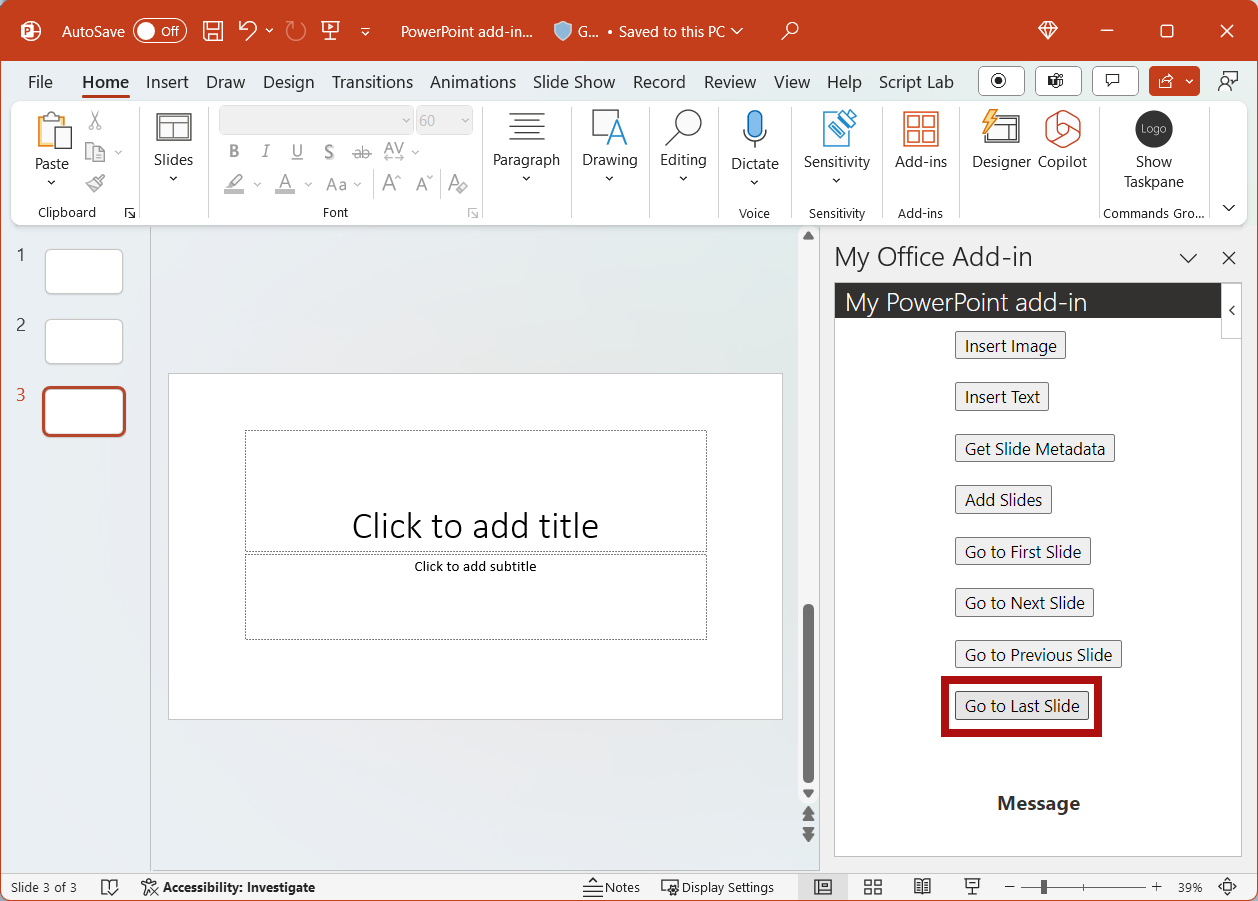 AutoSave Off PowerPoint add-in... G... • Saved to this PC
File Home Insert Draw Design Transitions Animations Slide Show Record Review View Help Script Lab
Paste
Clipboard
Slides
60
B I U S ab AV
A Aa A A A
Font
Paragraph
Drawing
Editing
Dictate
Voice
Sensitivity
Sensitivity
Add-ins
Add-ins
Designer
Copilot
Logo
Show
Taskpane
Commands Gro...
1
2
3
Click to add title
Click to add subtitle
My Office Add-in
My PowerPoint add-in
Insert Image
Insert Text
Get Slide Metadata
Add Slides
Go to First Slide
Go to Next Slide
Go to Previous Slide
Go to Last Slide
Message
Slide 3 of 3 Accessibility: Investigate Notes Display Settings 39%